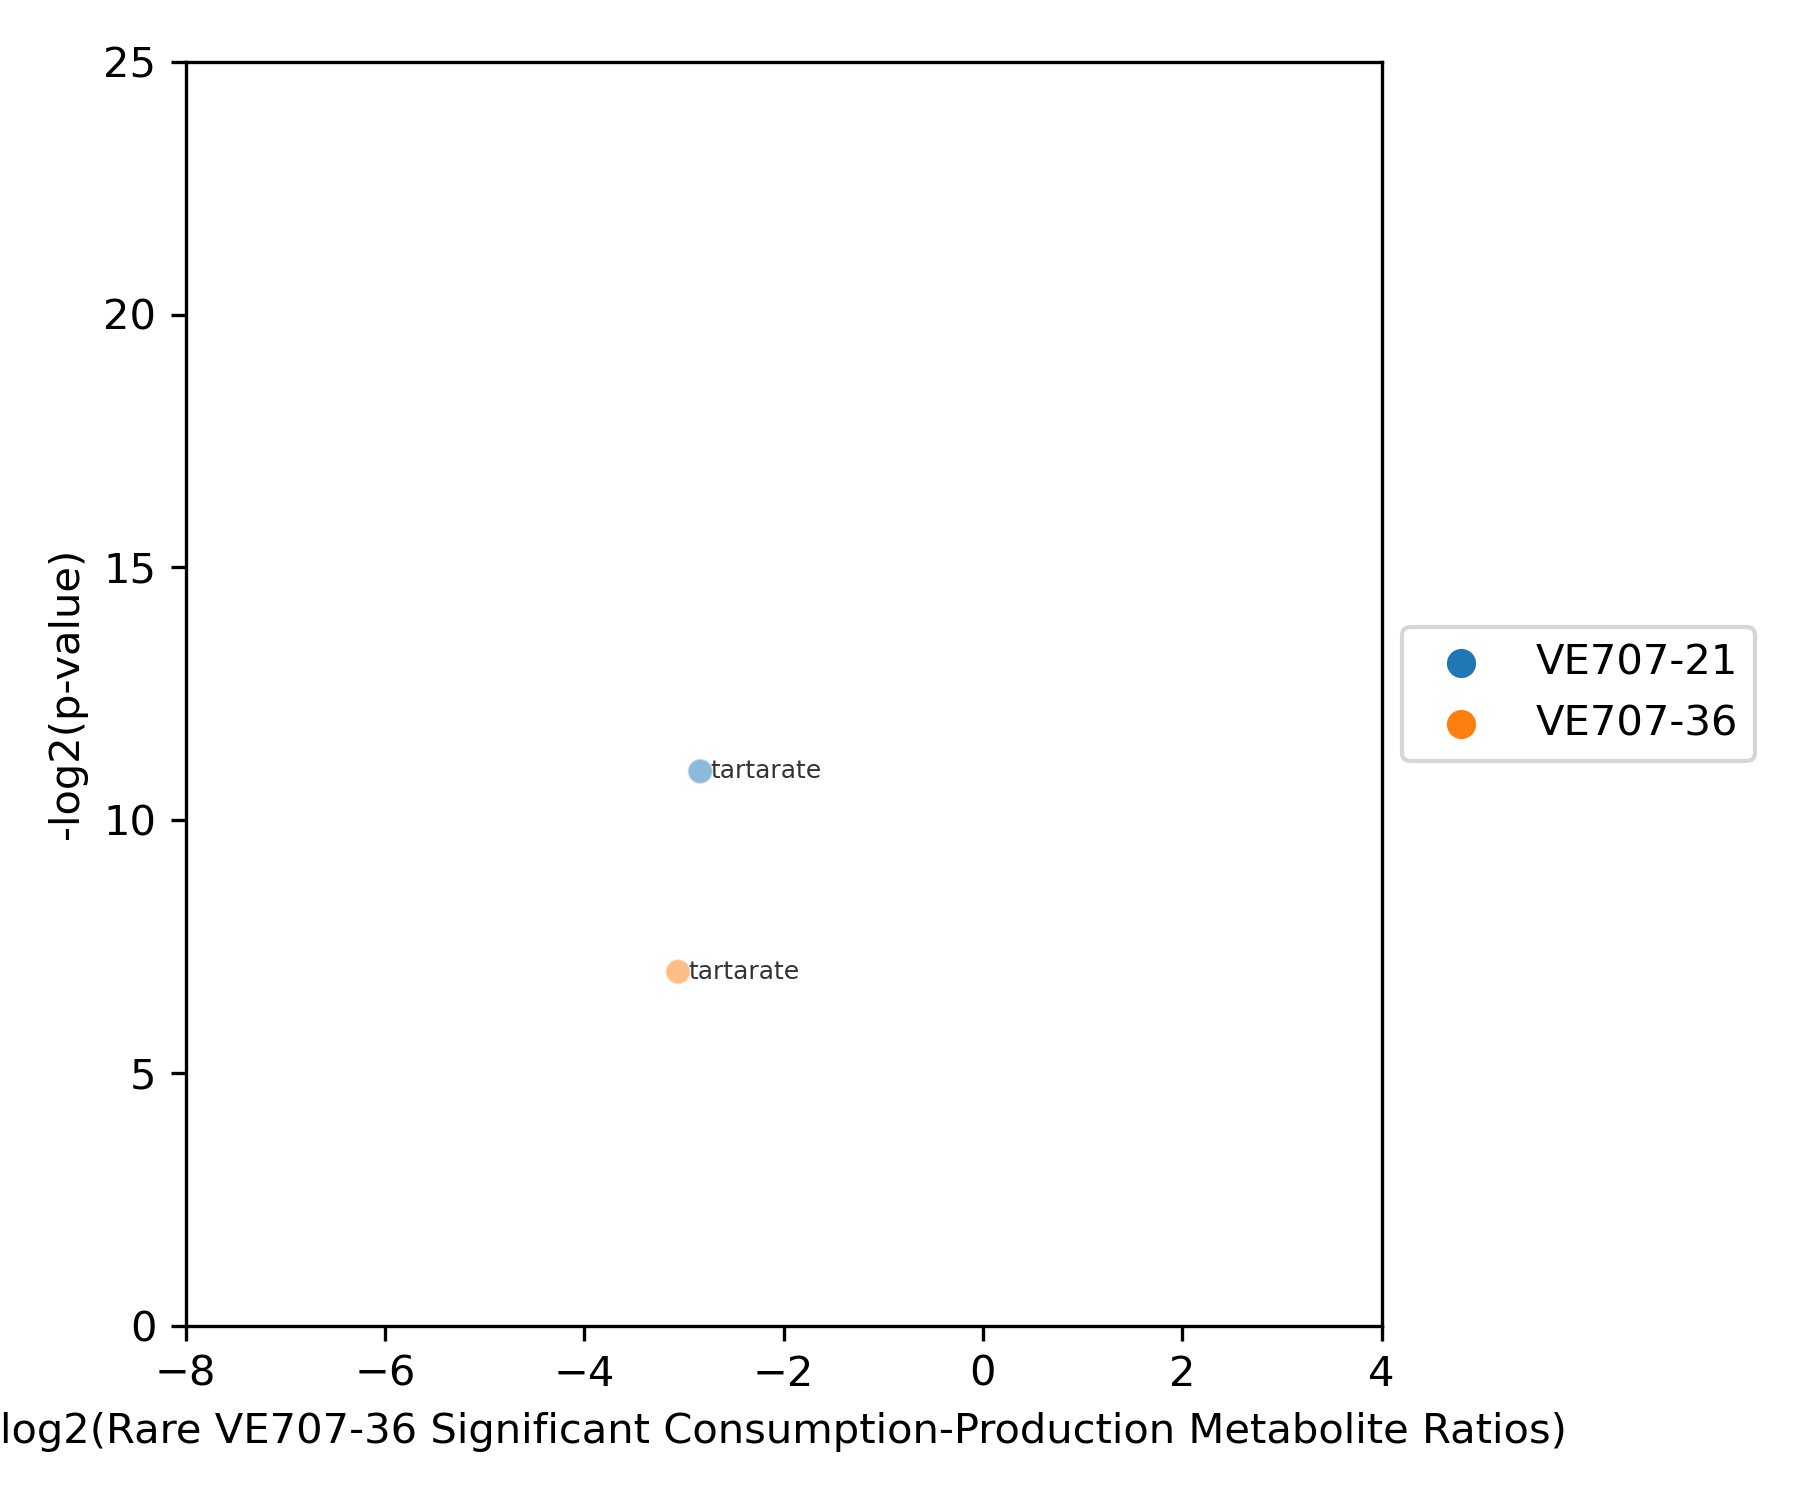 25
20
15
10
5
0
-log2(p-value)
tartarate
tartarate
VE707-21
VE707-36
−8 −6 −4 −2 0 2 4
log2(Rare VE707-36 Significant Consumption-Production Metabolite Ratios)